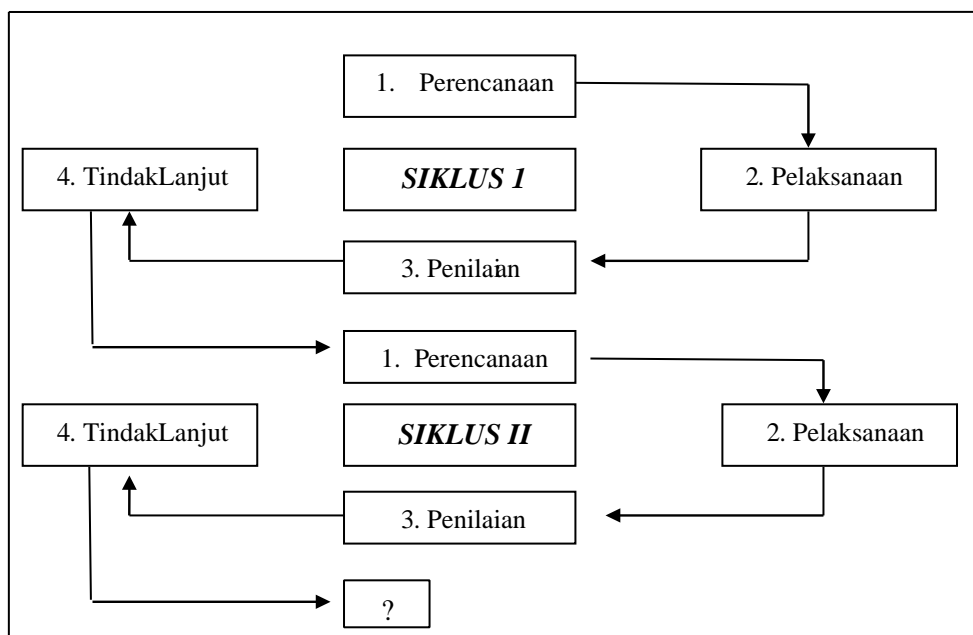 1. Perencanaan
4. TindakLanjut
SIKLUS 1
2. Pelaksanaan
3. Penilaian
1. Perencanaan
4. TindakLanjut
SIKLUS II
2. Pelaksanaan
3. Penilaian
?